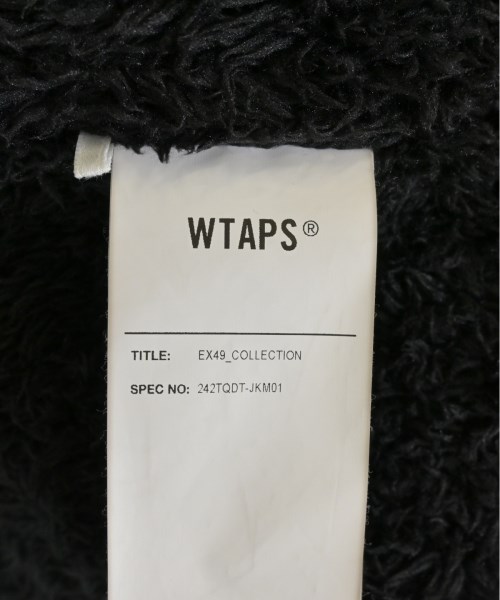 WTAPS®
TITLE: EX49_COLLECTION
SPEC NO: 242TQDT-JKM01